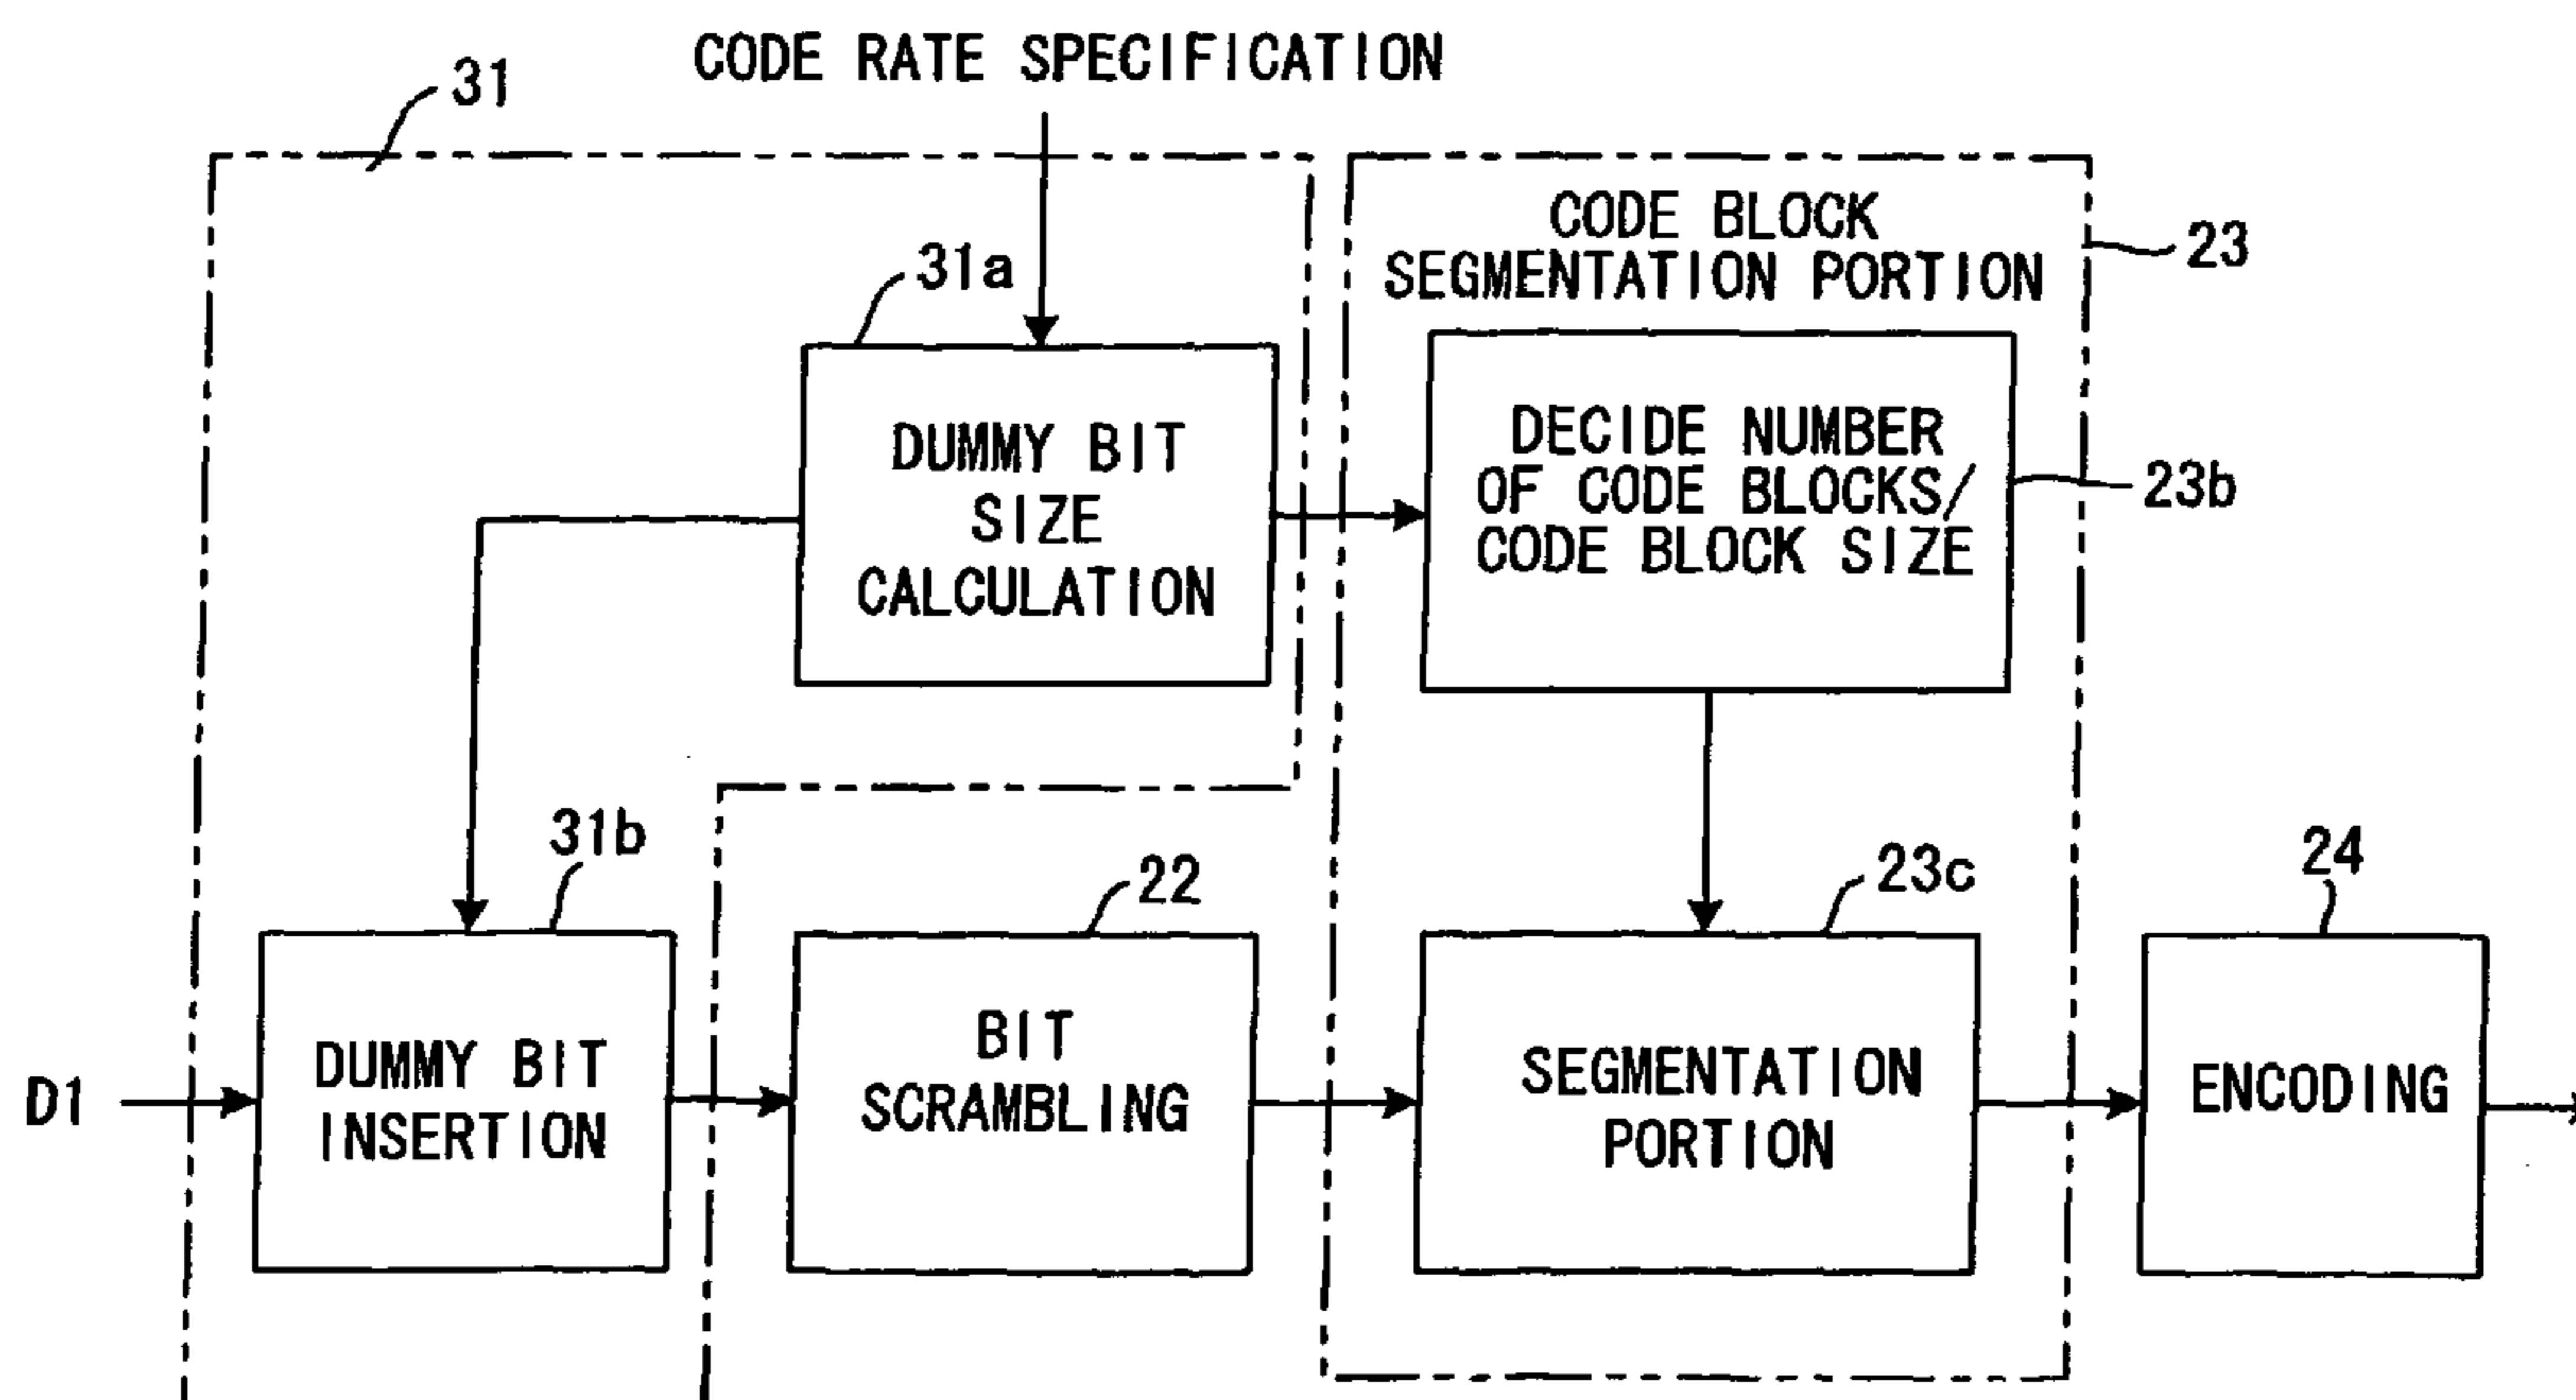 CODE RATE SPECIFICATION
31
CODE BLOCK
SEGMENTATION PORTION
23
31a
DUMMY BIT
SIZE
CALCULATION
DECIDE NUMBER
OF CODE BLOCKS/
CODE BLOCK SIZE
23b
31b
22
23c
24
D1
DUMMY BIT
INSERTION
BIT
SCRAMBLING
SEGMENTATION
PORTION
ENCODING